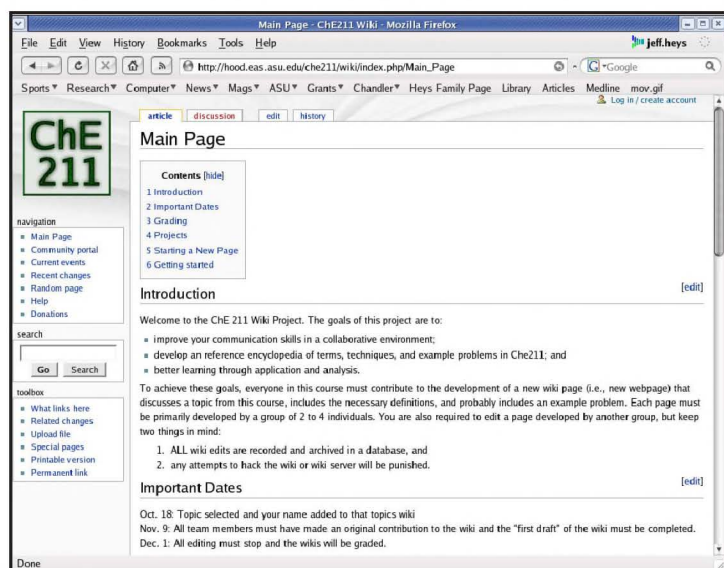 Main Page - ChE211 Wiki - Mozilla Firefox
File Edit View History Bookmarks Tools Help
jeff.heys
http://hood.eas.asu.edu/che211/wiki/index.php/Main_Page
Google
Sports Research Computer News Mags ASU Grants Chandler Heys Family Page Library Articles Medline mov.gif
Log in / create account
article discussion edit history
ChE
211
Main Page
Contents [hide]
1 Introduction
2 Important Dates
3 Grading
4 Projects
5 Starting a New Page
6 Getting started
navigation
Main Page
Community portal
Current events
Recent changes
Random page
Help
Donations
search
Go Search
toolbox
What links here
Related changes
Upload file
Special pages
Printable version
Permanent link
Introduction
[edit]
Welcome to the ChE 211 Wiki Project. The goals of this project are to:
improve your communication skills in a collaborative environment;
develop an reference encyclopedia of terms, techniques, and example problems in Che211; and
better learning through application and analysis.
To achieve these goals, everyone in this course must contribute to the development of a new wiki page (i.e., new webpage) that
discusses a topic from this course, includes the necessary definitions, and probably includes an example problem. Each page must
be primarily developed by a group of 2 to 4 individuals. You are also required to edit a page developed by another group, but keep
two things in mind:
1. ALL wiki edits are recorded and archived in a database, and
2. any attempts to hack the wiki or wiki server will be punished.
Important Dates
[edit]
Oct. 18: Topic selected and your name added to that topics wiki
Nov. 9: All team members must have made an original contribution to the wiki and the "first draft" of the wiki must be completed.
Dec. 1: All editing must stop and the wikis will be graded.
Done